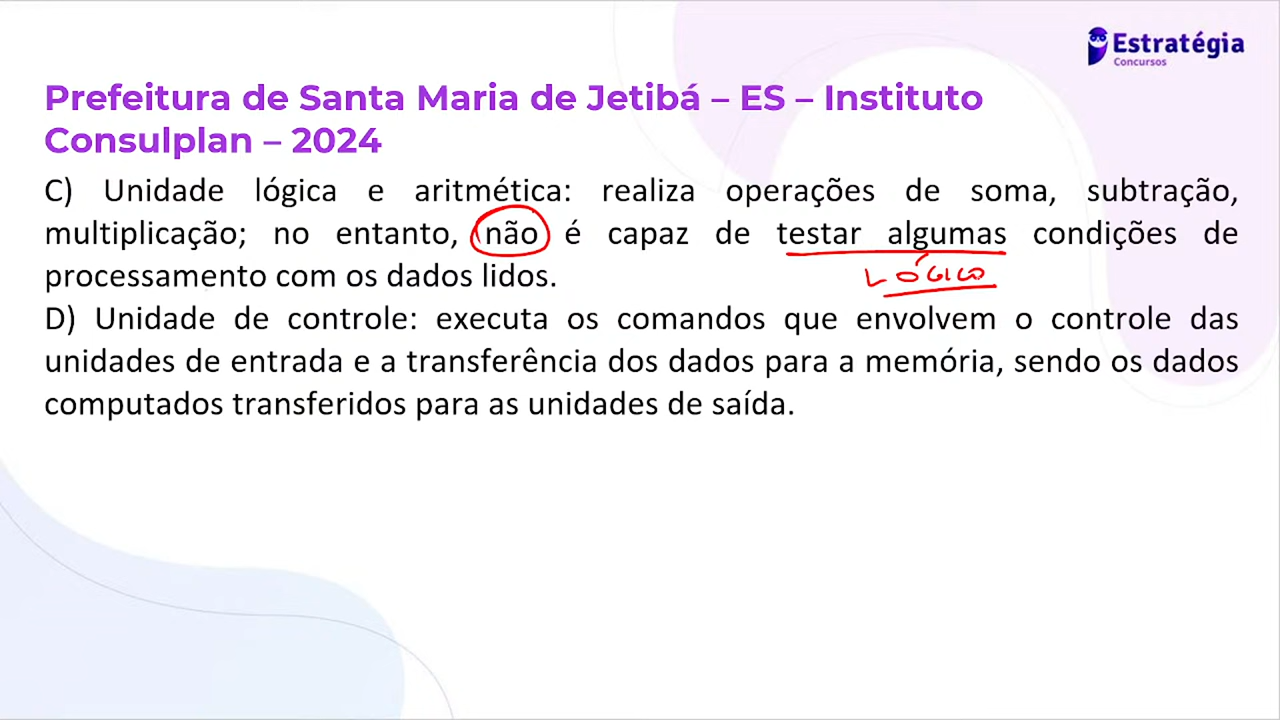 Estratégia
Concursos
Prefeitura de Santa Maria de Jetibá – ES – Instituto
Consulplan – 2024
C) Unidade lógica e aritmética: realiza operações de soma, subtração,
multiplicação; no entanto, não é capaz de testar algumas condições de
LÓGICO
processamento com os dados lidos.
D) Unidade de controle: executa os comandos que envolvem o controle das
unidades de entrada e a transferência dos dados para a memória, sendo os dados
computados transferidos para as unidades de saída.